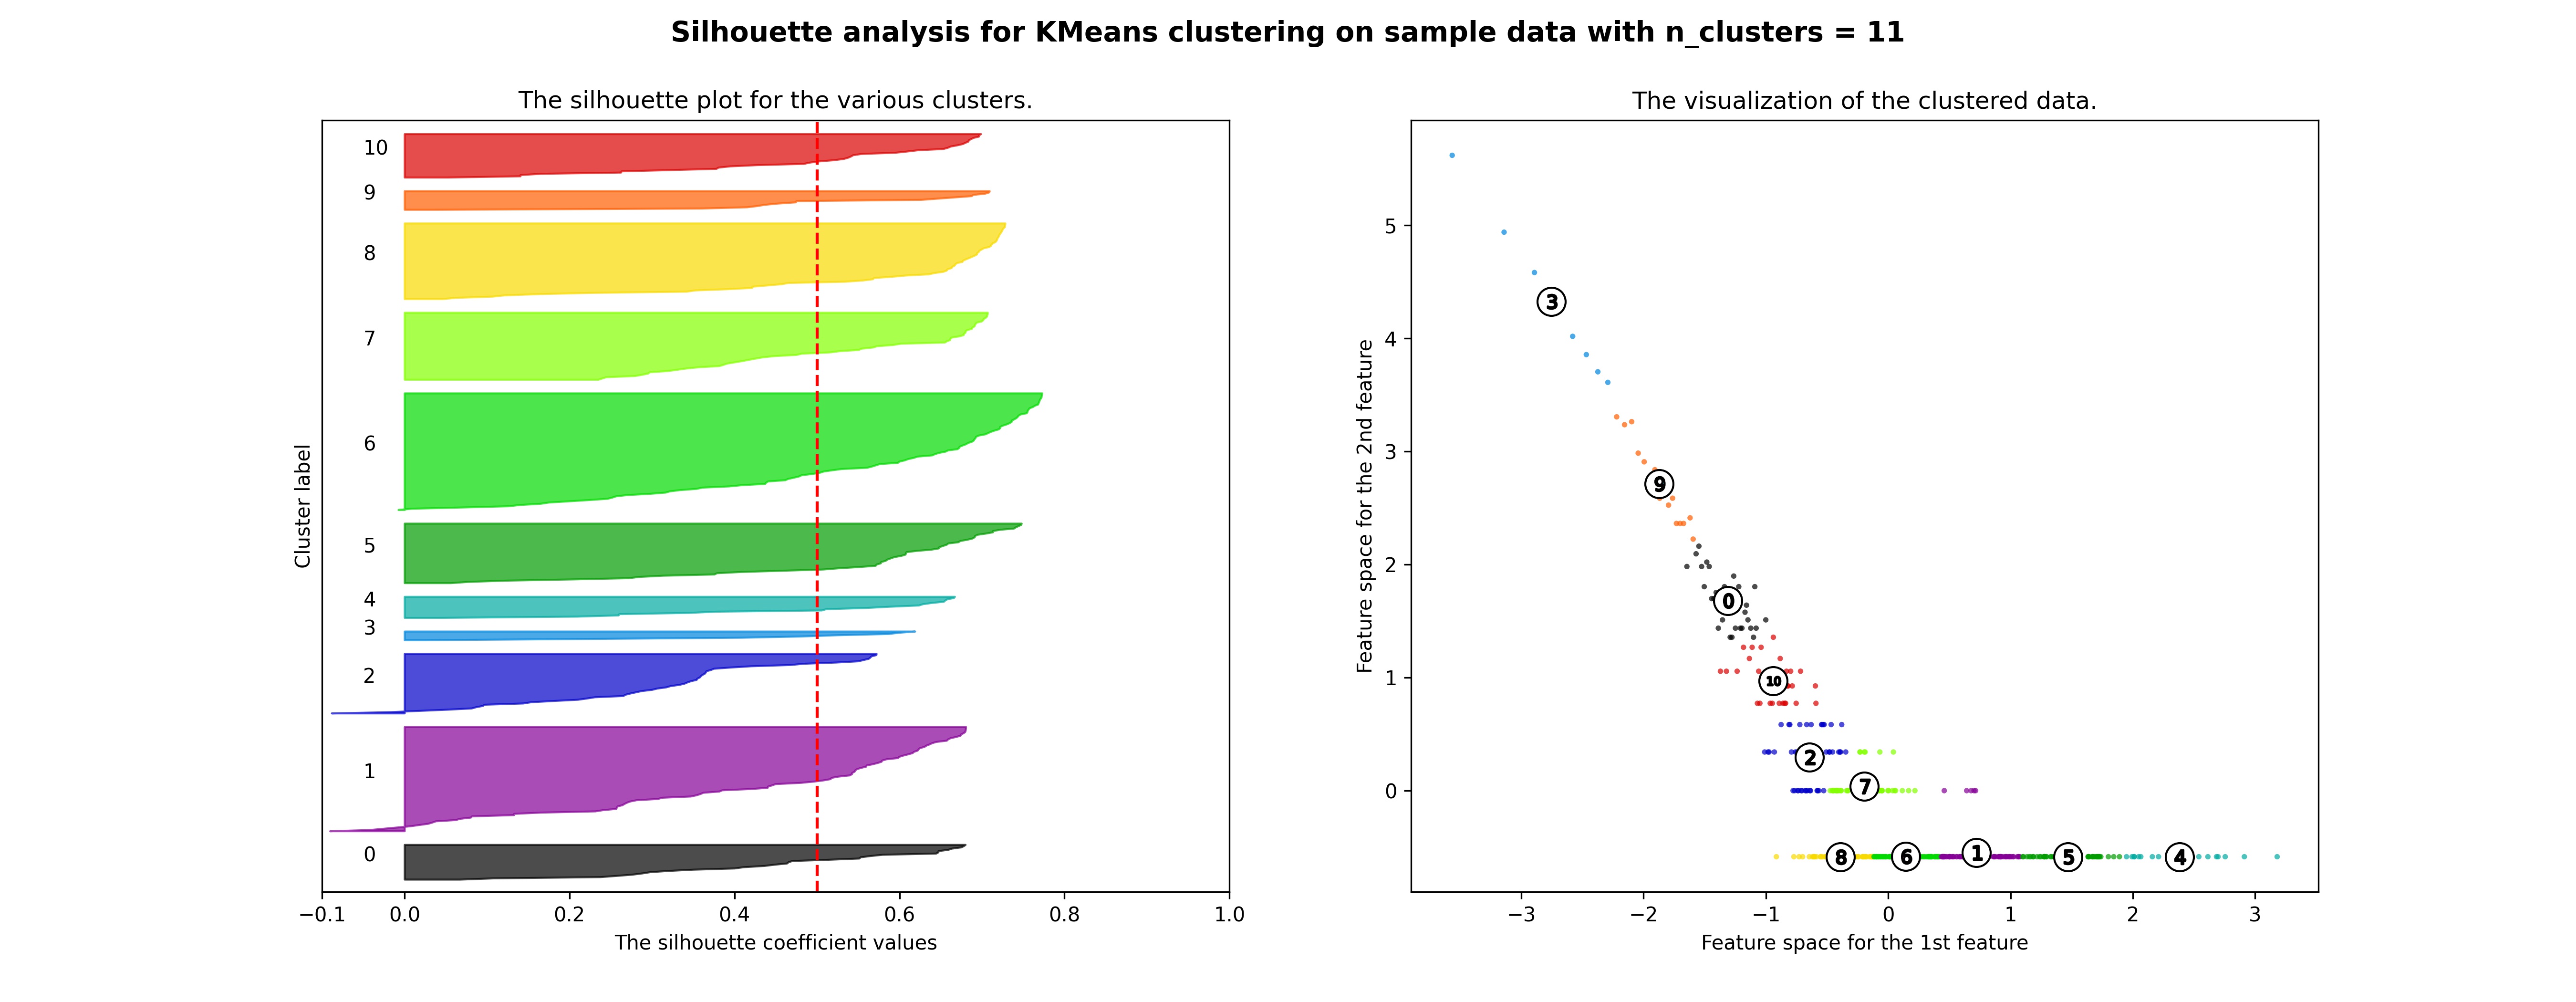 Silhouette analysis for KMeans clustering on sample data with n_clusters = 11
The silhouette plot for the various clusters.
10
9
8
7
6
5
4
3
2
1
0
Cluster label
−0.1 0.0 0.2 0.4 0.6 0.8 1.0
The silhouette coefficient values
The visualization of the clustered data.
5
4
3
2
1
0
Feature space for the 2nd feature
3
9
0
10
2
7
8 6 1 5 4
−3 −2 −1 0 1 2 3
Feature space for the 1st feature